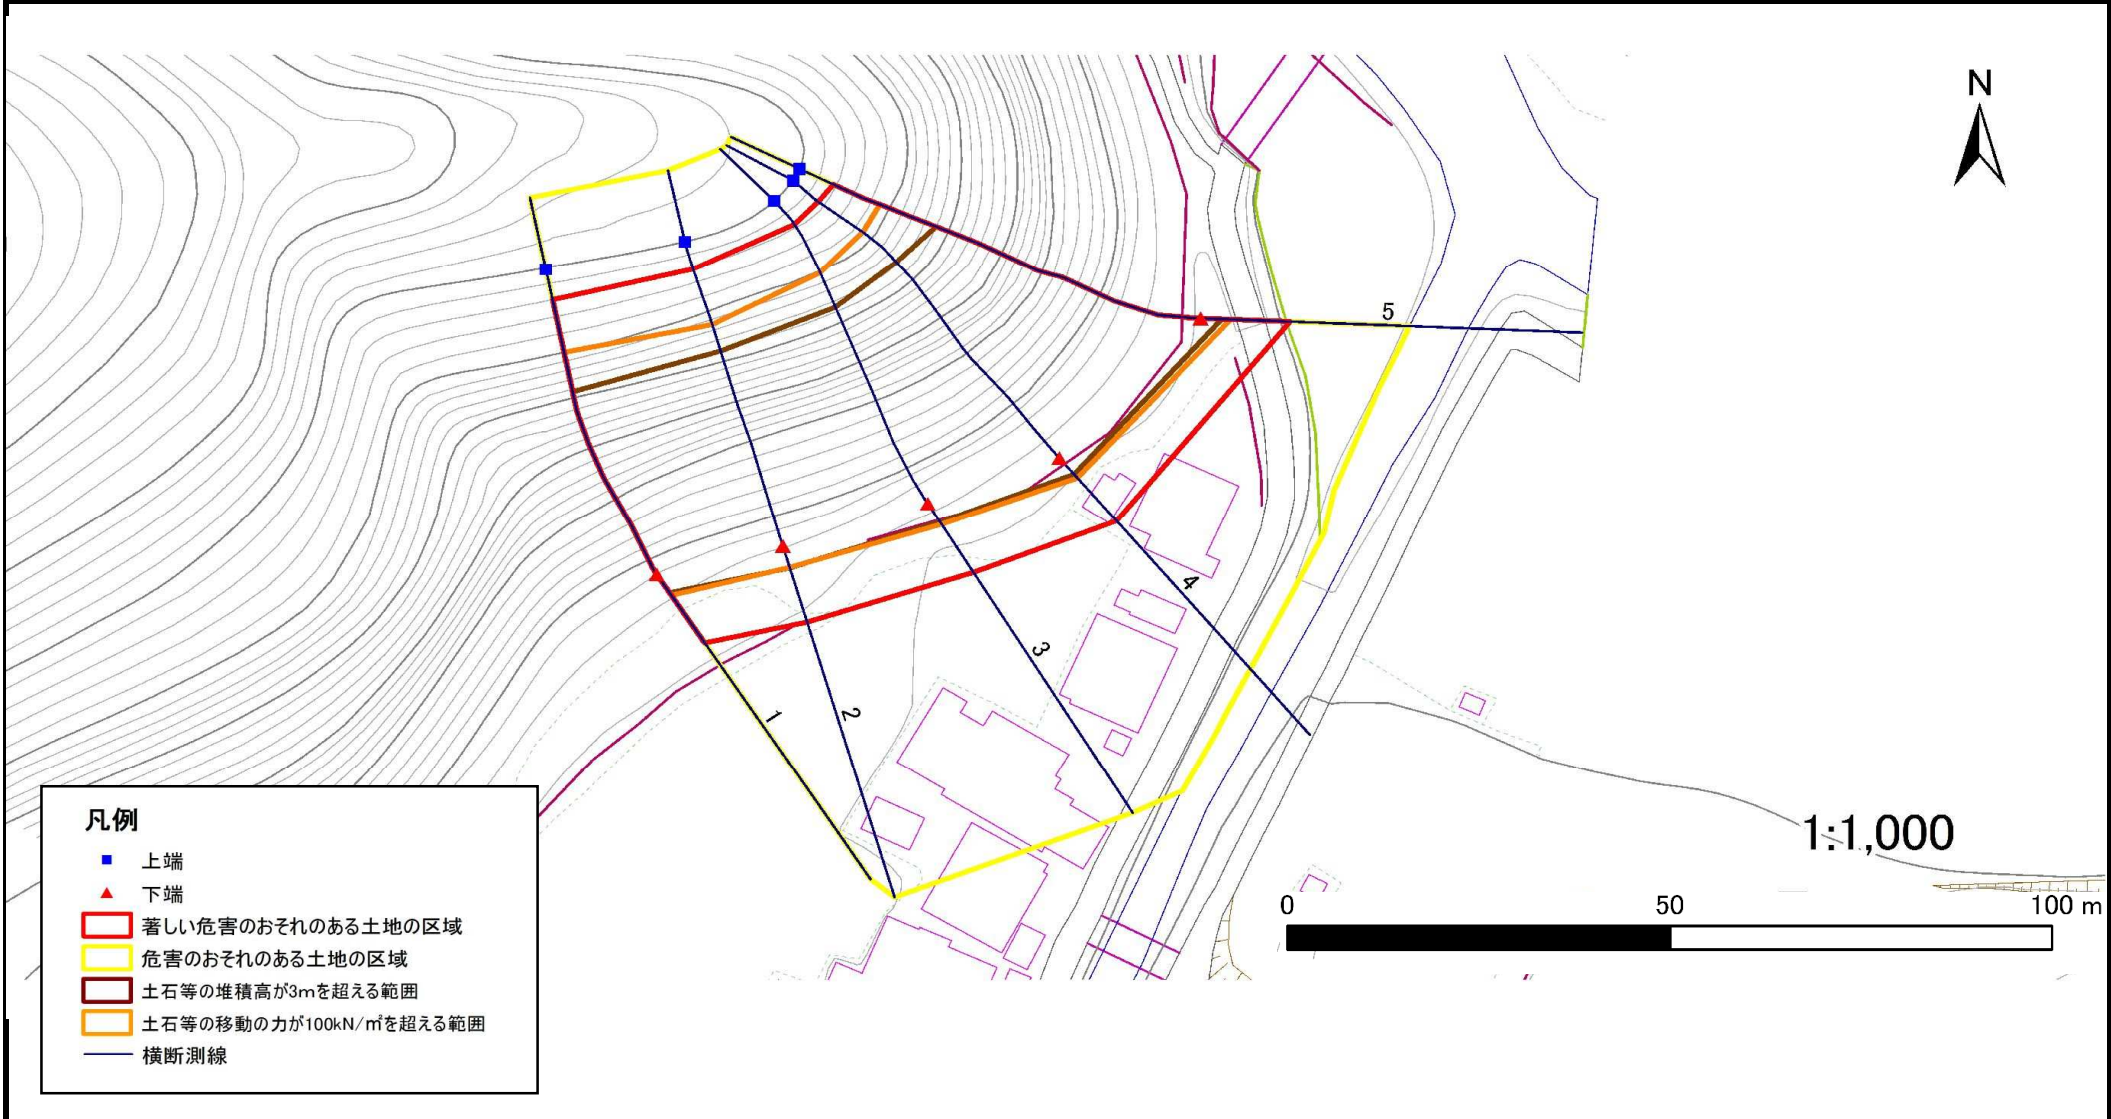 N
5
4
3
2
1
1:1,000
0 50 100 m
凡例
上端
下端
著しい危害のおそれのある土地の区域
危害のおそれのある土地の区域
土石等の堆積高が3mを超える範囲
土石等の移動の力が100kN/㎡を超える範囲
横断測線